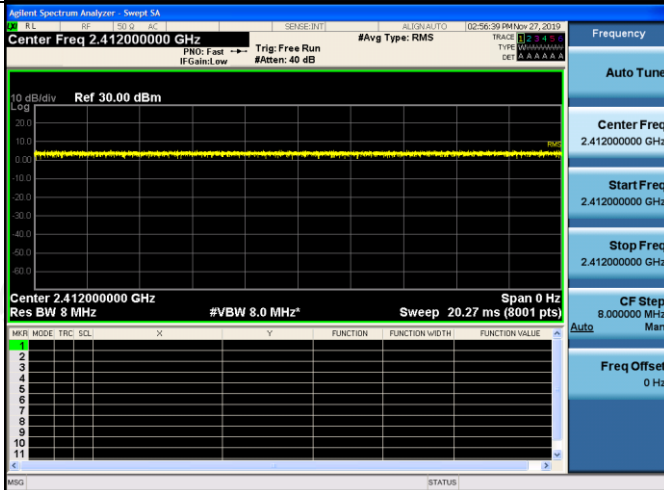 Agilent Spectrum Analyzer - Swept SA
RL RF 50 Ω AC SENSE:INT ALIGN AUTO 02:56:39 PM Nov 27, 2019
Center Freq 2.412000000 GHz
PNO: Fast
IFGain:Low
Trig: Free Run
#Atten: 40 dB
#Avg Type: RMS
TRACE 1 2 3 4 5 6
TYPE
DET A A A A A A
10 dB/div
Log
Ref 30.00 dBm
20.0
10.0
0.00
-10.0
-20.0
-30.0
-40.0
-50.0
-60.0
RMS
Center 2.412000000 GHz Span 0 Hz
Res BW 8 MHz #VBW 8.0 MHz* Sweep 20.27 ms (8001 pts)
MKR MODE TRC SCL X Y FUNCTION FUNCTION WIDTH FUNCTION VALUE
1
2
3
4
5
6
7
8
9
10
11
MSG STATUS
Frequency
Auto Tune
Center Freq
2.412000000 GHz
Start Freq
2.412000000 GHz
Stop Freq
2.412000000 GHz
CF Step
8.000000 MHz
Auto Man
Freq Offset
0 Hz